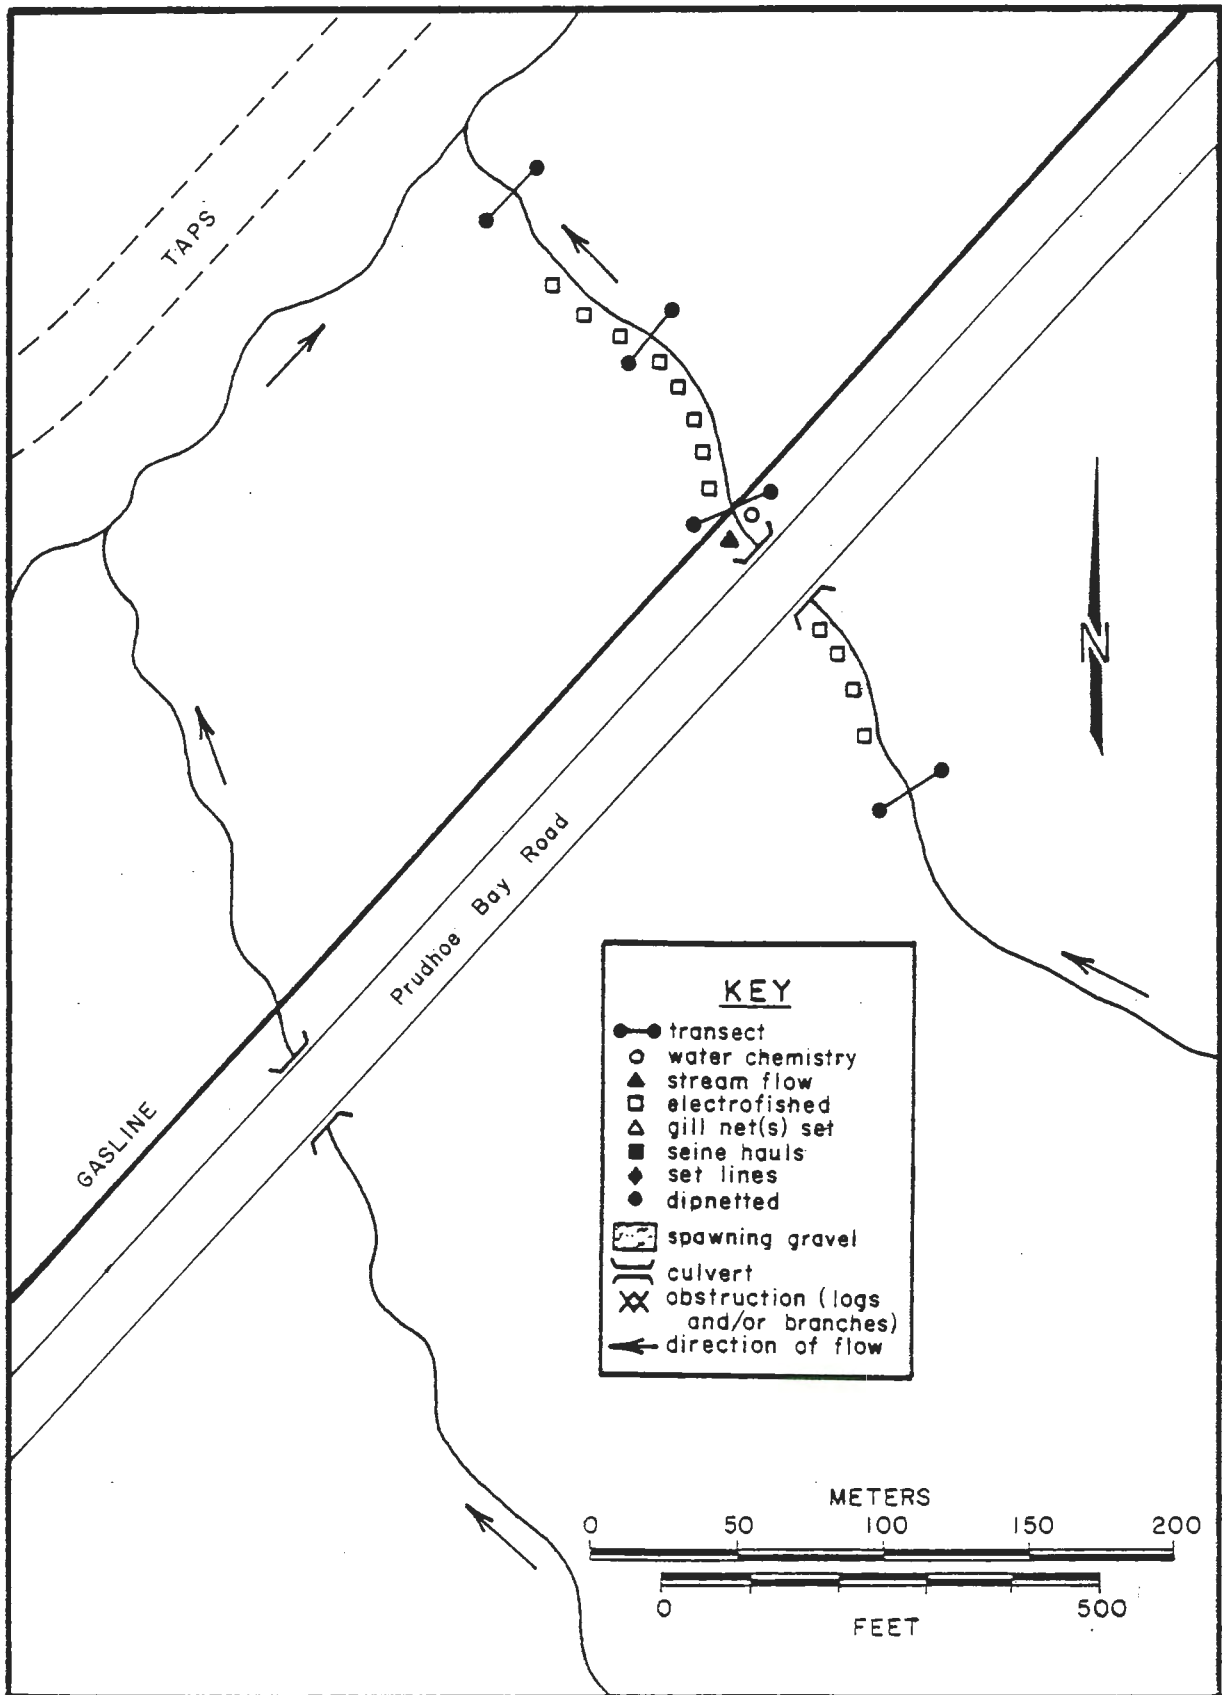 TAPS
N
Prudhoe Bay Road
GASLINE
KEY
transect
water chemistry
stream flow
electrofished
gill net(s) set
seine hauls
set lines
dipnetted
spawning gravel
culvert
obstruction (logs
and/or branches)
direction of flow
METERS
0 50 100 150 200
0 500
FEET